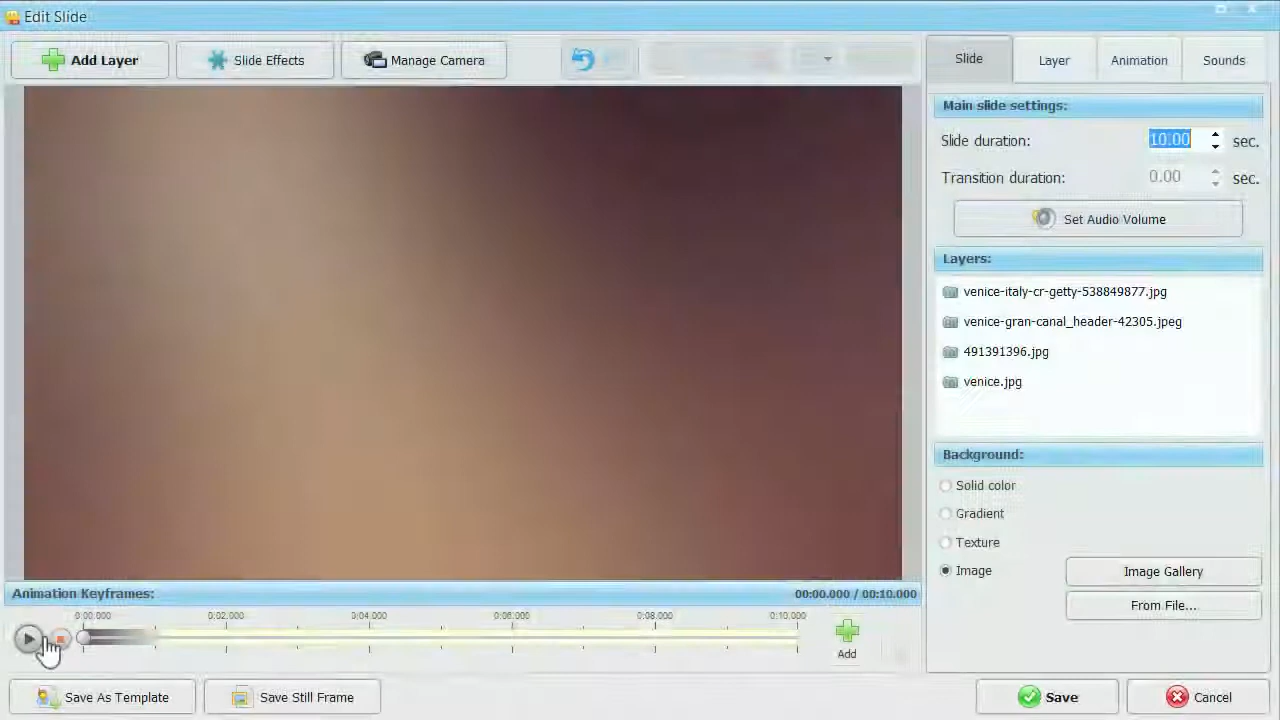 Edit Slide
Add Layer
Slide Effects
Manage Camera
Slide
Layer
Animation
Sounds
Main slide settings:
Slide duration:
10.00
sec.
Transition duration:
0.00
sec.
Set Audio Volume
Layers:
venice-italy-cr-getty-538849877.jpg
venice-gran-canal_header-42305.jpeg
491391396.jpg
venice.jpg
Background:
Solid color
Gradient
Texture
Image
Image Gallery
From File...
Animation Keyframes:
00:00.000 / 00:10.000
0:00.000
0:02.000
0:04.000
0:06.000
0:08.000
0:10.000
Add
Save As Template
Save Still Frame
Save
Cancel